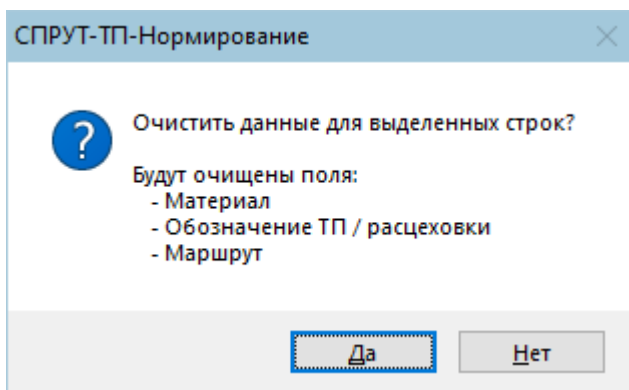 СПРУТ-ТП-Нормирование
?
Очистить данные для выделенных строк?
Будут очищены поля:
- Материал
- Обозначение ТП / расцеховки
- Маршрут
Да
Нет